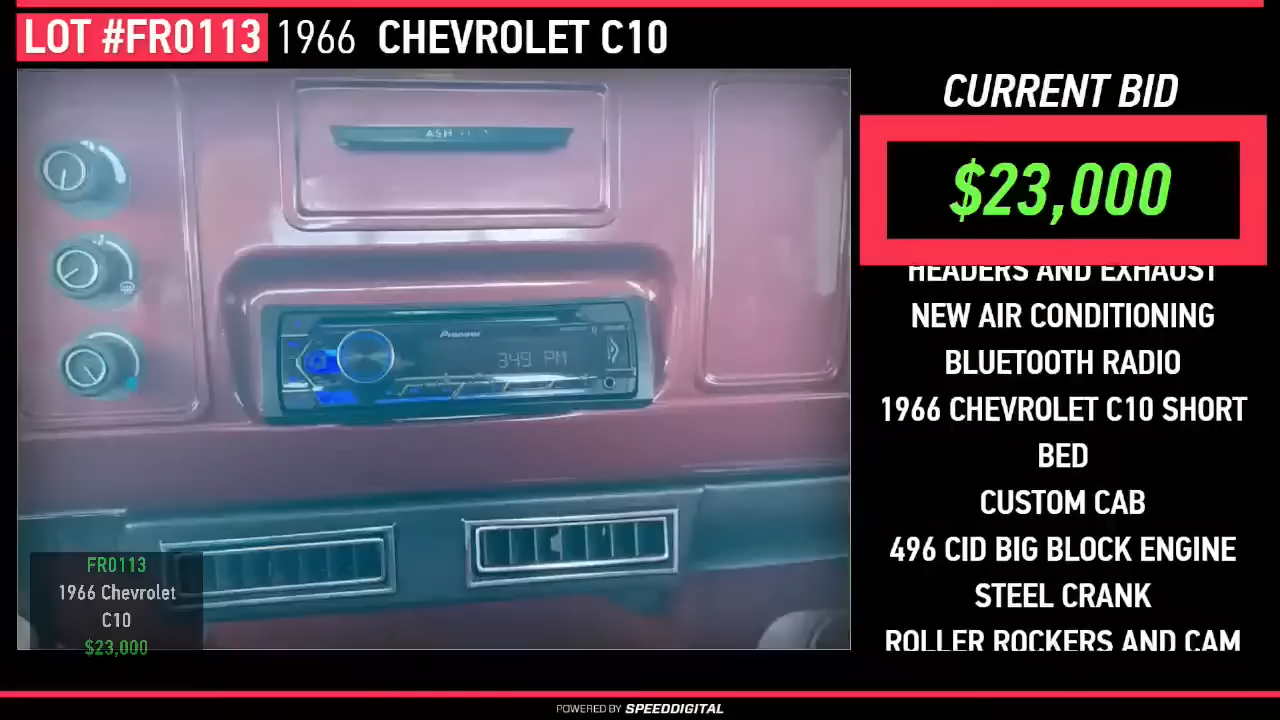 LOT #FR0113 1966 CHEVROLET C10
CURRENT BID
$23,000
HEADERS AND EXHAUST
NEW AIR CONDITIONING
BLUETOOTH RADIO
1966 CHEVROLET C10 SHORT
BED
CUSTOM CAB
496 CID BIG BLOCK ENGINE
STEEL CRANK
ROLLER ROCKERS AND CAM
ASH
Pioneer
3:49 PM
FR0113
1966 Chevrolet
C10
$23,000
POWERED BY SPEEDDIGITAL